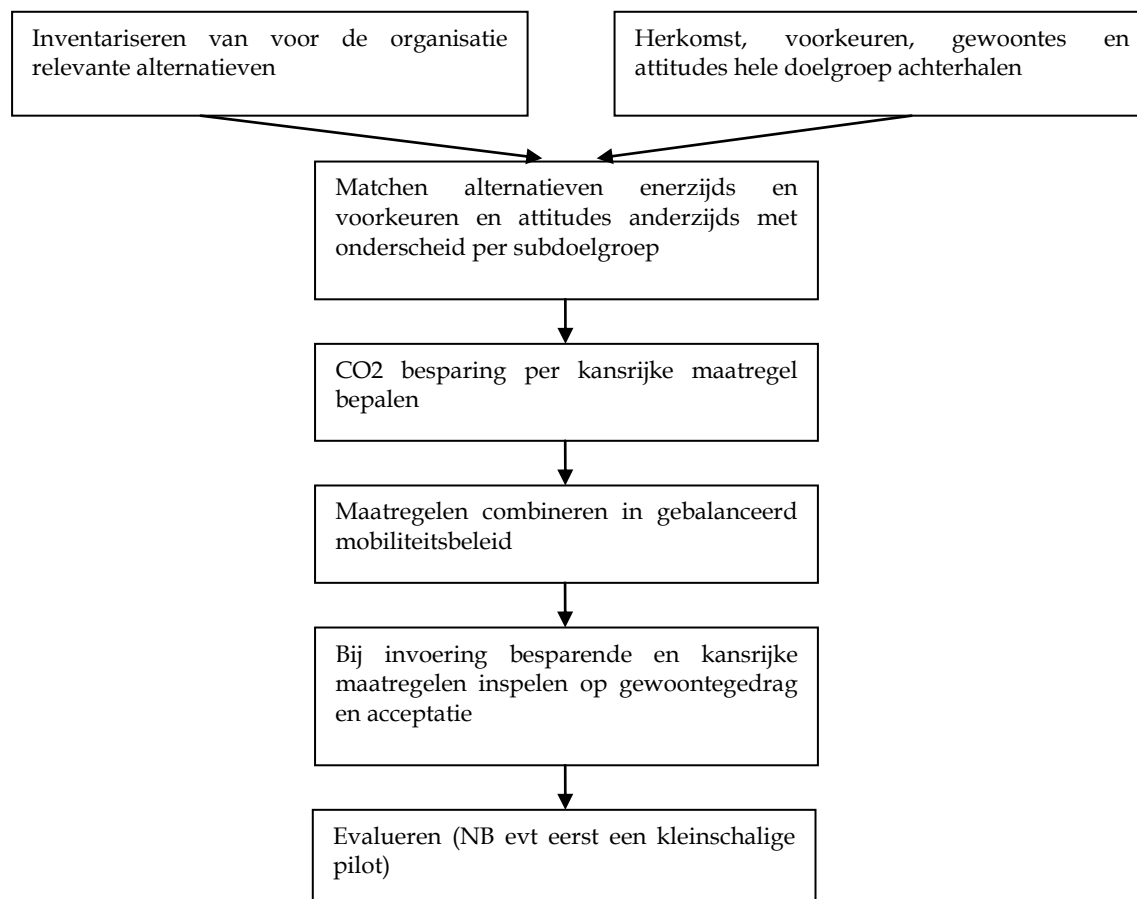 Inventariseren van voor de organisatie
relevante alternatieven
Herkomst, voorkeuren, gewoontes en
attitudes hele doelgroep achterhalen
Matchen alternatieven enerzijds en
voorkeuren en attitudes anderzijds met
onderscheid per subdoelgroep
CO2 besparing per kansrijke maatregel
bepalen
Maatregelen combineren in gebalanceerd
mobiliteitsbeleid
Bij invoering besparende en kansrijke
maatregelen inspelen op gewoontegedrag
en acceptatie
Evalueren (NB evt eerst een kleinschalige
pilot)